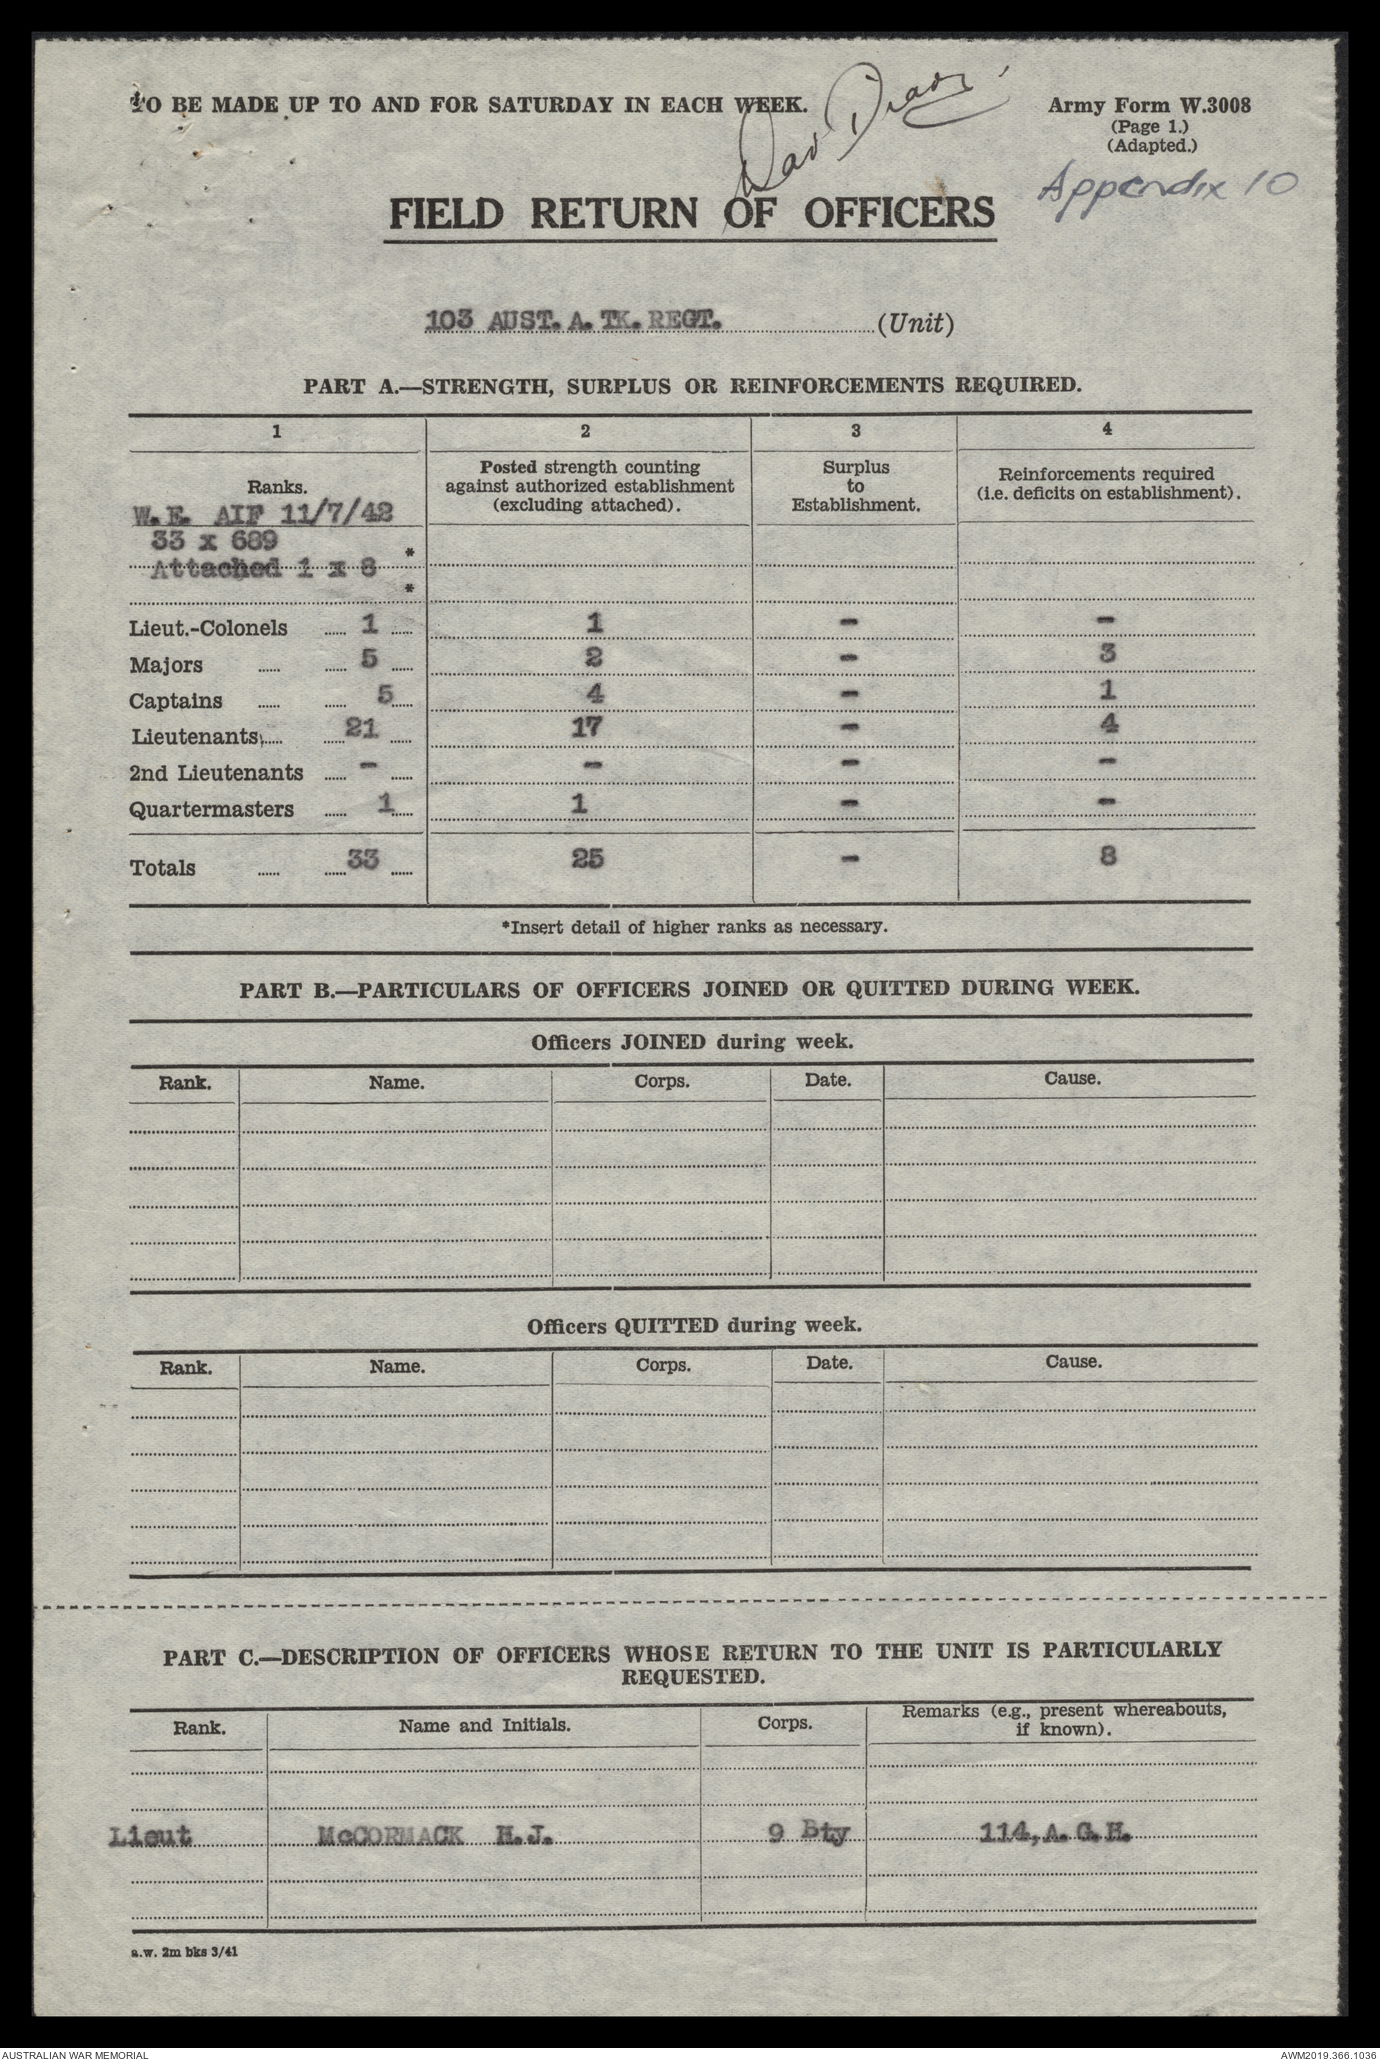 TO BE MADE UP TO AND FOR SATURDAY IN EACH WEEK.
War Diary
Army Form W.3008
(Page 1.)
(Adapted.)
Appendix 10
FIELD RETURN OF OFFICERS
103 AUST. A. TK. REGT. (Unit)
PART A.—STRENGTH, SURPLUS OR REINFORCEMENTS REQUIRED.
1 2 3 4
Ranks. Posted strength counting against authorized establishment (excluding attached). Surplus to Establishment. Reinforcements required (i.e. deficits on establishment).
W.E. AIF 11/7/42
33 x 689 *
Attached 1 x 8
*
Lieut.-Colonels 1 1 - -
Majors 5 2 - 3
Captains 5 4 - 1
Lieutenants 21 17 - 4
2nd Lieutenants - - - -
Quartermasters 1 1 - -
Totals 33 25 - 8
*Insert detail of higher ranks as necessary.
PART B.—PARTICULARS OF OFFICERS JOINED OR QUITTED DURING WEEK.
Officers JOINED during week.
Rank. Name. Corps. Date. Cause.
Officers QUITTED during week.
Rank. Name. Corps. Date. Cause.
PART C.—DESCRIPTION OF OFFICERS WHOSE RETURN TO THE UNIT IS PARTICULARLY
REQUESTED.
Rank. Name and Initials. Corps. Remarks (e.g., present whereabouts, if known).
Lieut McCORMACK H.J. 9 Bty 114, A.G.H.
a.w. 2m bks 3/41
AUSTRALIAN WAR MEMORIAL AWM2019.366.1036